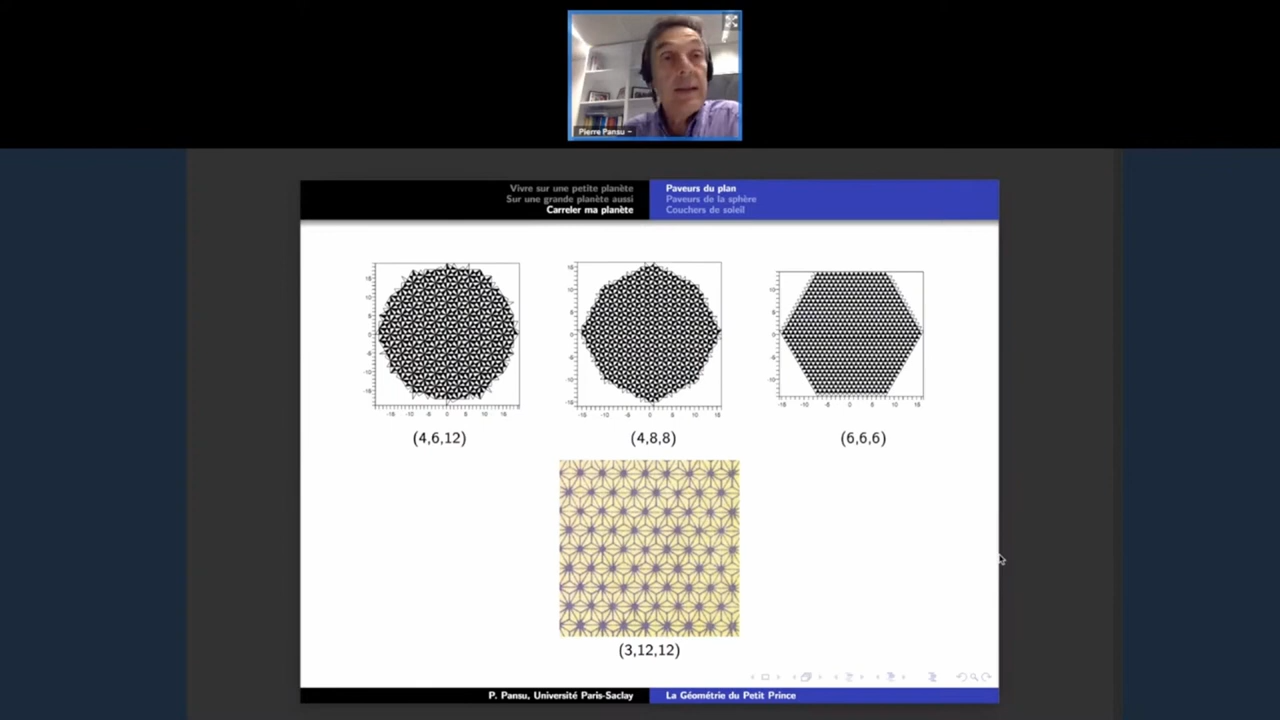 Pierre Pansu
Vivre sur une petite planète
Sur une grande planète aussi
Carreler ma planète
Paveurs du plan
Paveurs de la sphère
Couchers de soleil
(4,6,12)
(4,8,8)
(6,6,6)
(3,12,12)
P. Pansu, Université Paris-Saclay
La Géométrie du Petit Prince